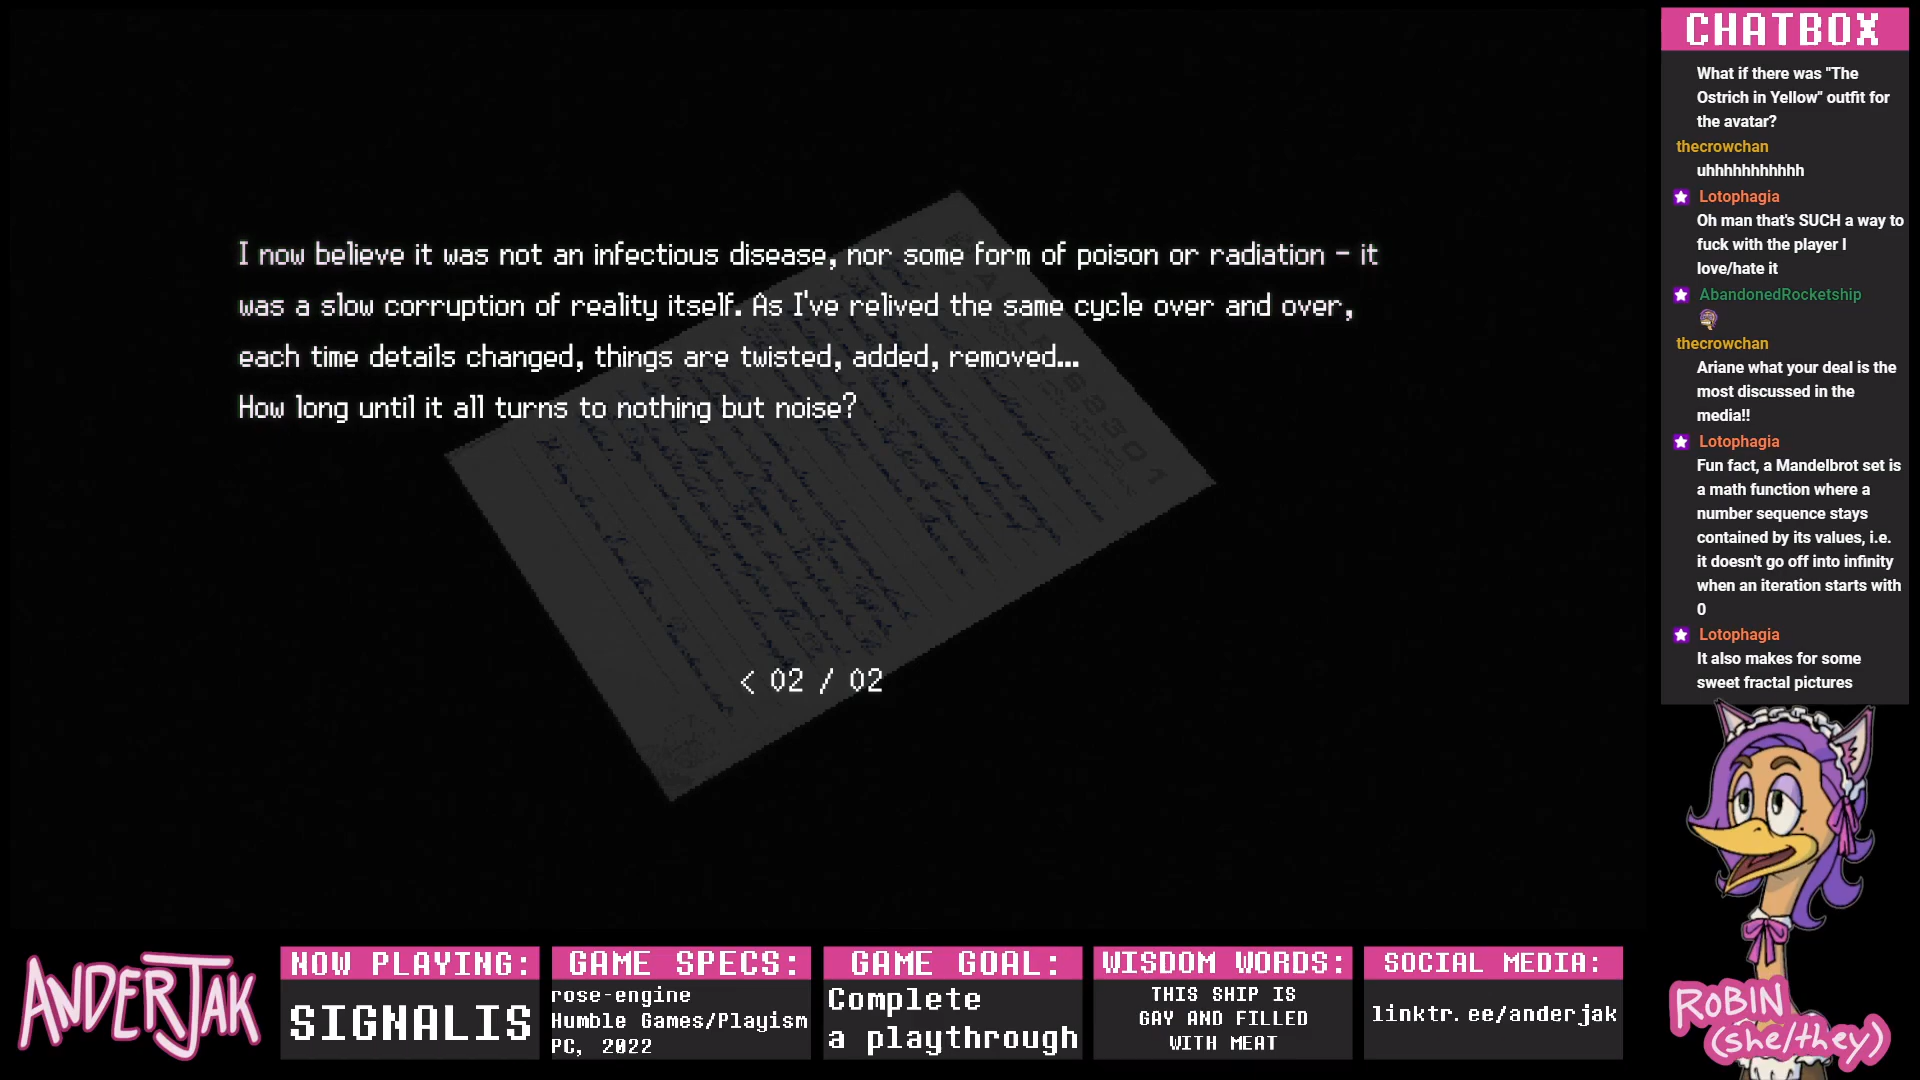 I now believe it was not an infectious disease, nor some form of poison or radiation - it
was a slow corruption of reality itself. As I've relived the same cycle over and over,
each time details changed, things are twisted, added, removed...
How long until it all turns to nothing but noise?
< 02 / 02
CHATBOX
What if there was "The
Ostrich in Yellow" outfit for
the avatar?
thecrowchan
uhhhhhhhhhhh
Lotophagia
Oh man that's SUCH a way to
fuck with the player I
love/hate it
AbandonedRocketship
thecrowchan
Ariane what your deal is the
most discussed in the
media!!
Lotophagia
Fun fact, a Mandelbrot set is
a math function where a
number sequence stays
contained by its values, i.e.
it doesn't go off into infinity
when an iteration starts with
0
Lotophagia
It also makes for some
sweet fractal pictures
ANDERJAK
NOW PLAYING:
SIGNALIS
GAME SPECS:
rose-engine
Humble Games/Playism
PC, 2022
GAME GOAL:
Complete
a playthrough
WISDOM WORDS:
THIS SHIP IS
GAY AND FILLED
WITH MEAT
SOCIAL MEDIA:
linktr.ee/anderjak
ROBIN
(she/they)